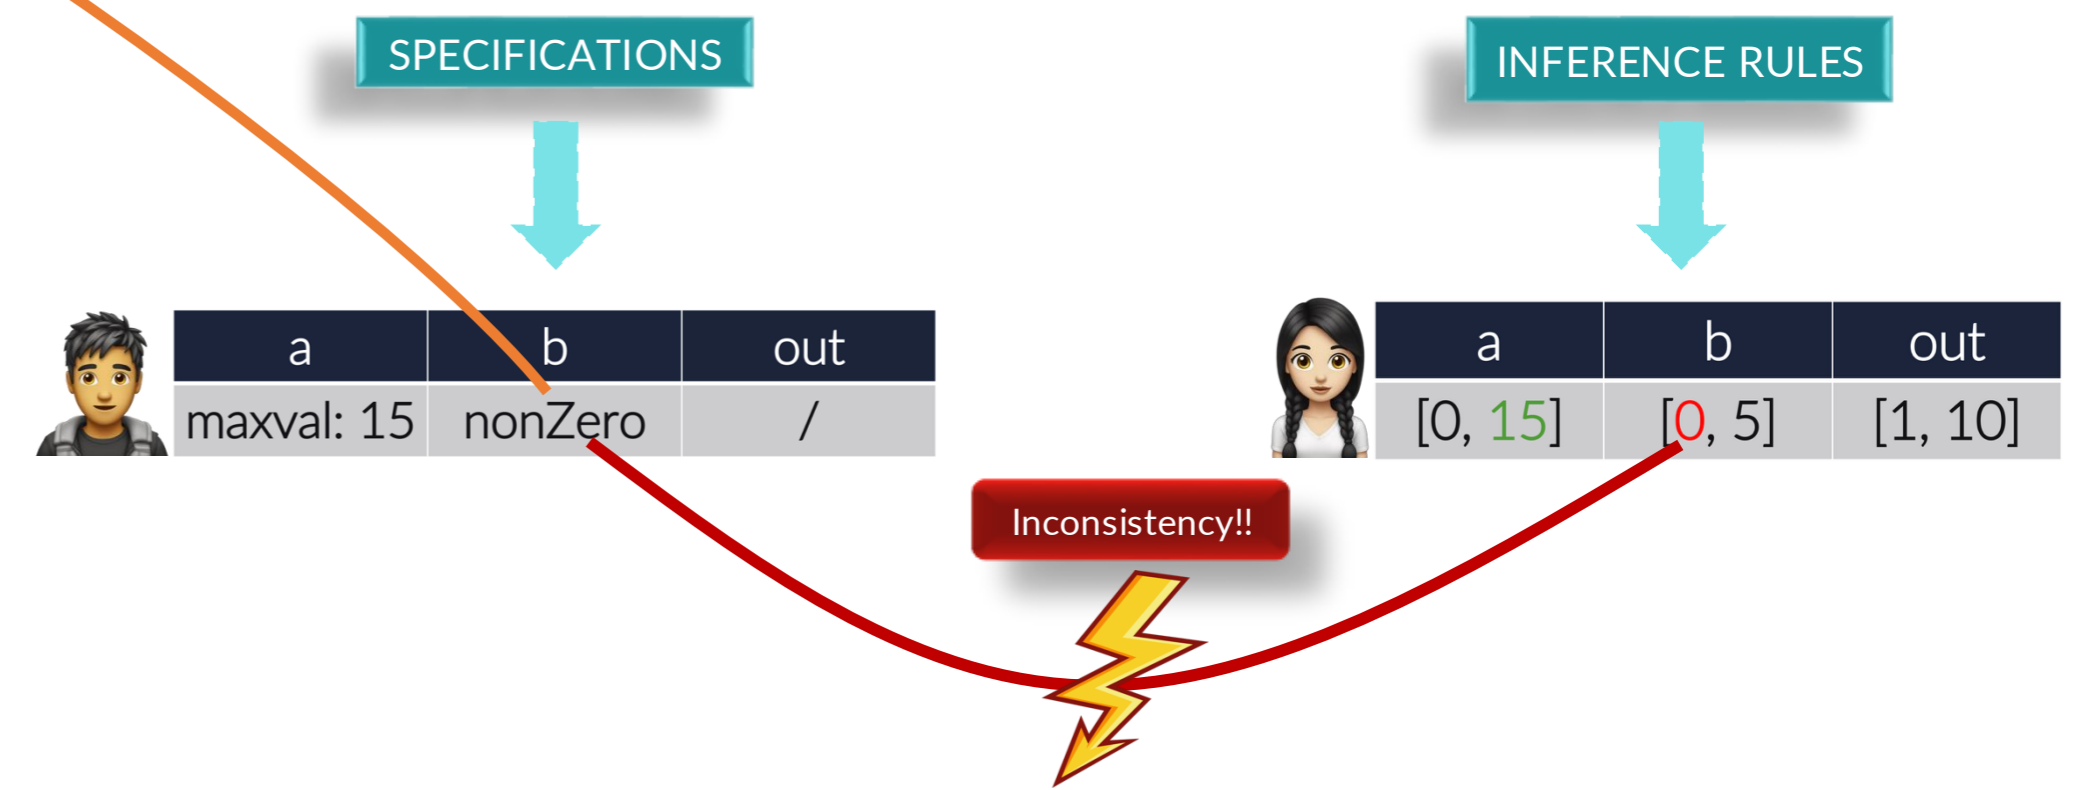 SPECIFICATIONS
INFERENCE RULES
a b out
maxval: 15 nonZero /
a b out
[0, 15] [0, 5] [1, 10]
Inconsistency!!